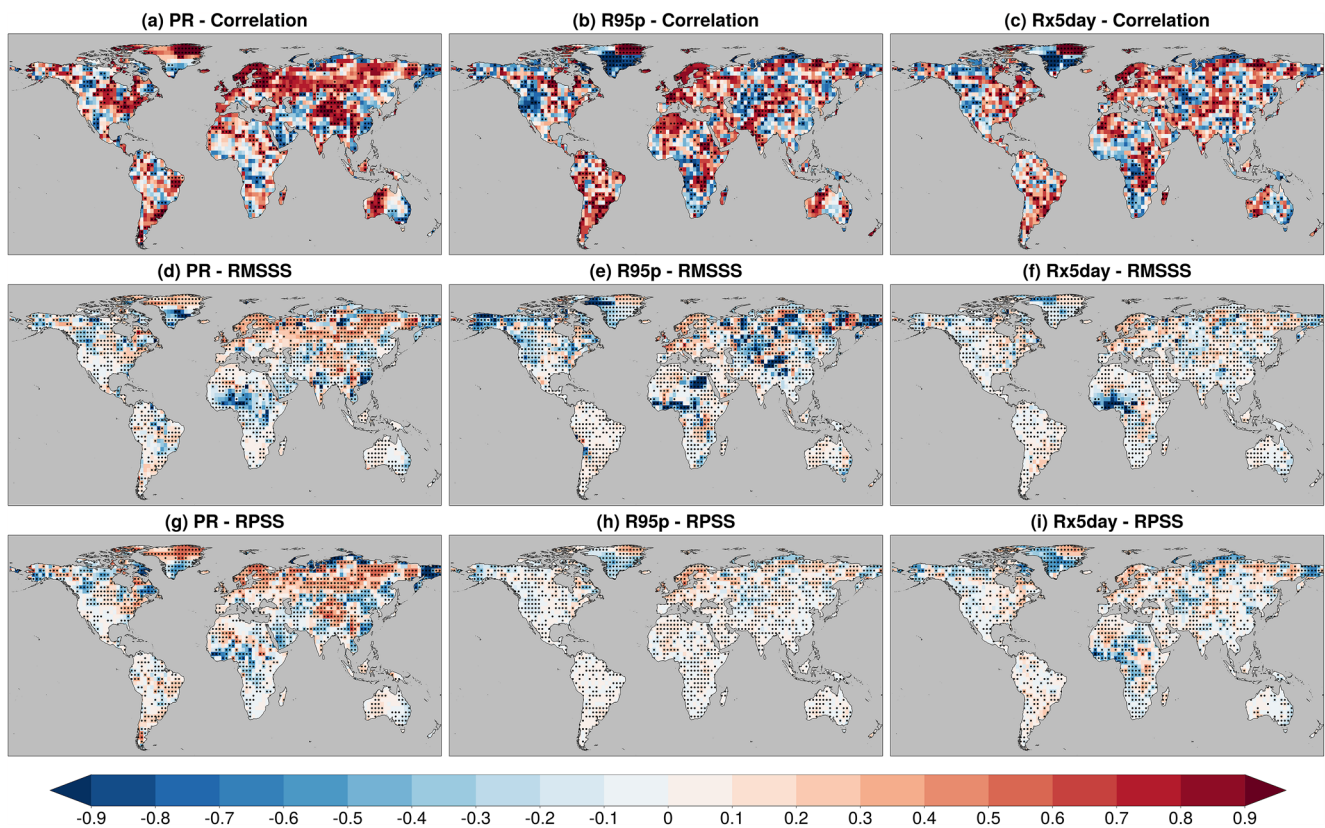 (a) PR - Correlation
(b) R95p - Correlation
(c) Rx5day - Correlation
(d) PR - RMSSS
(e) R95p - RMSSS
(f) Rx5day - RMSSS
(g) PR - RPSS
(h) R95p - RPSS
(i) Rx5day - RPSS
-0.9 -0.8 -0.7 -0.6 -0.5 -0.4 -0.3 -0.2 -0.1 0 0.1 0.2 0.3 0.4 0.5 0.6 0.7 0.8 0.9